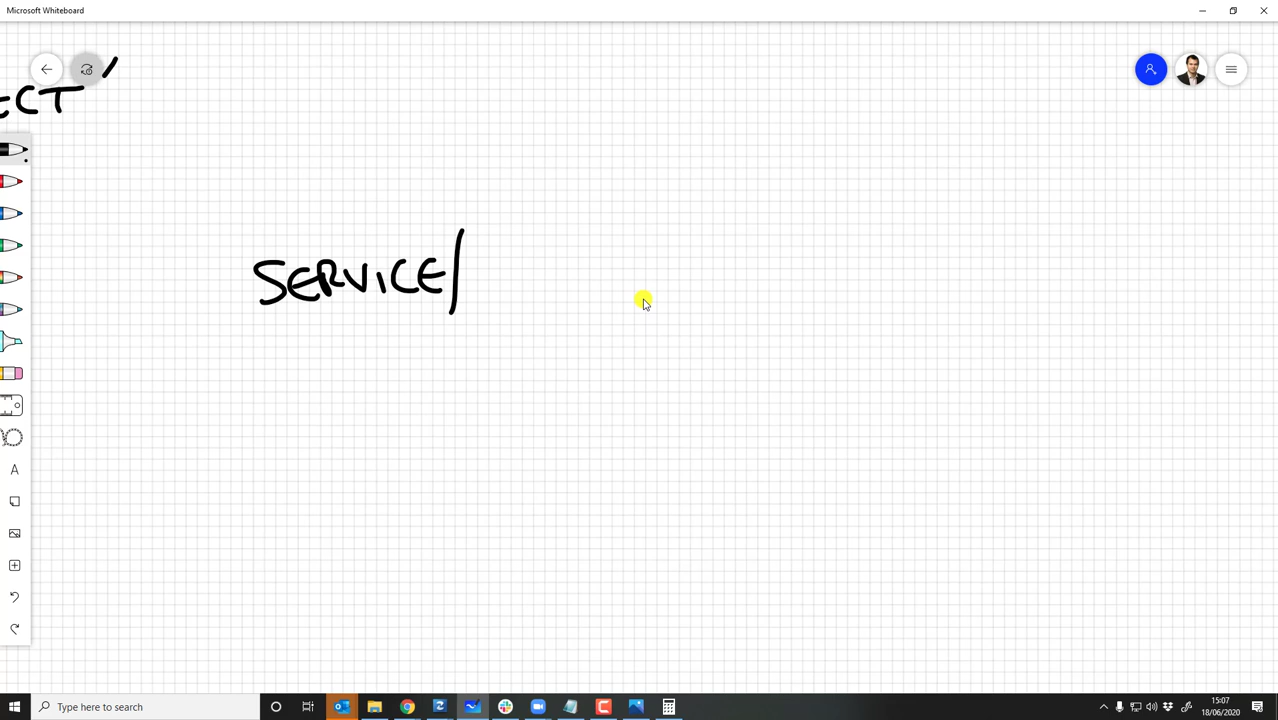 Microsoft Whiteboard
ECT /
SERVICE/
A
Type here to search
15:07
18/06/2020